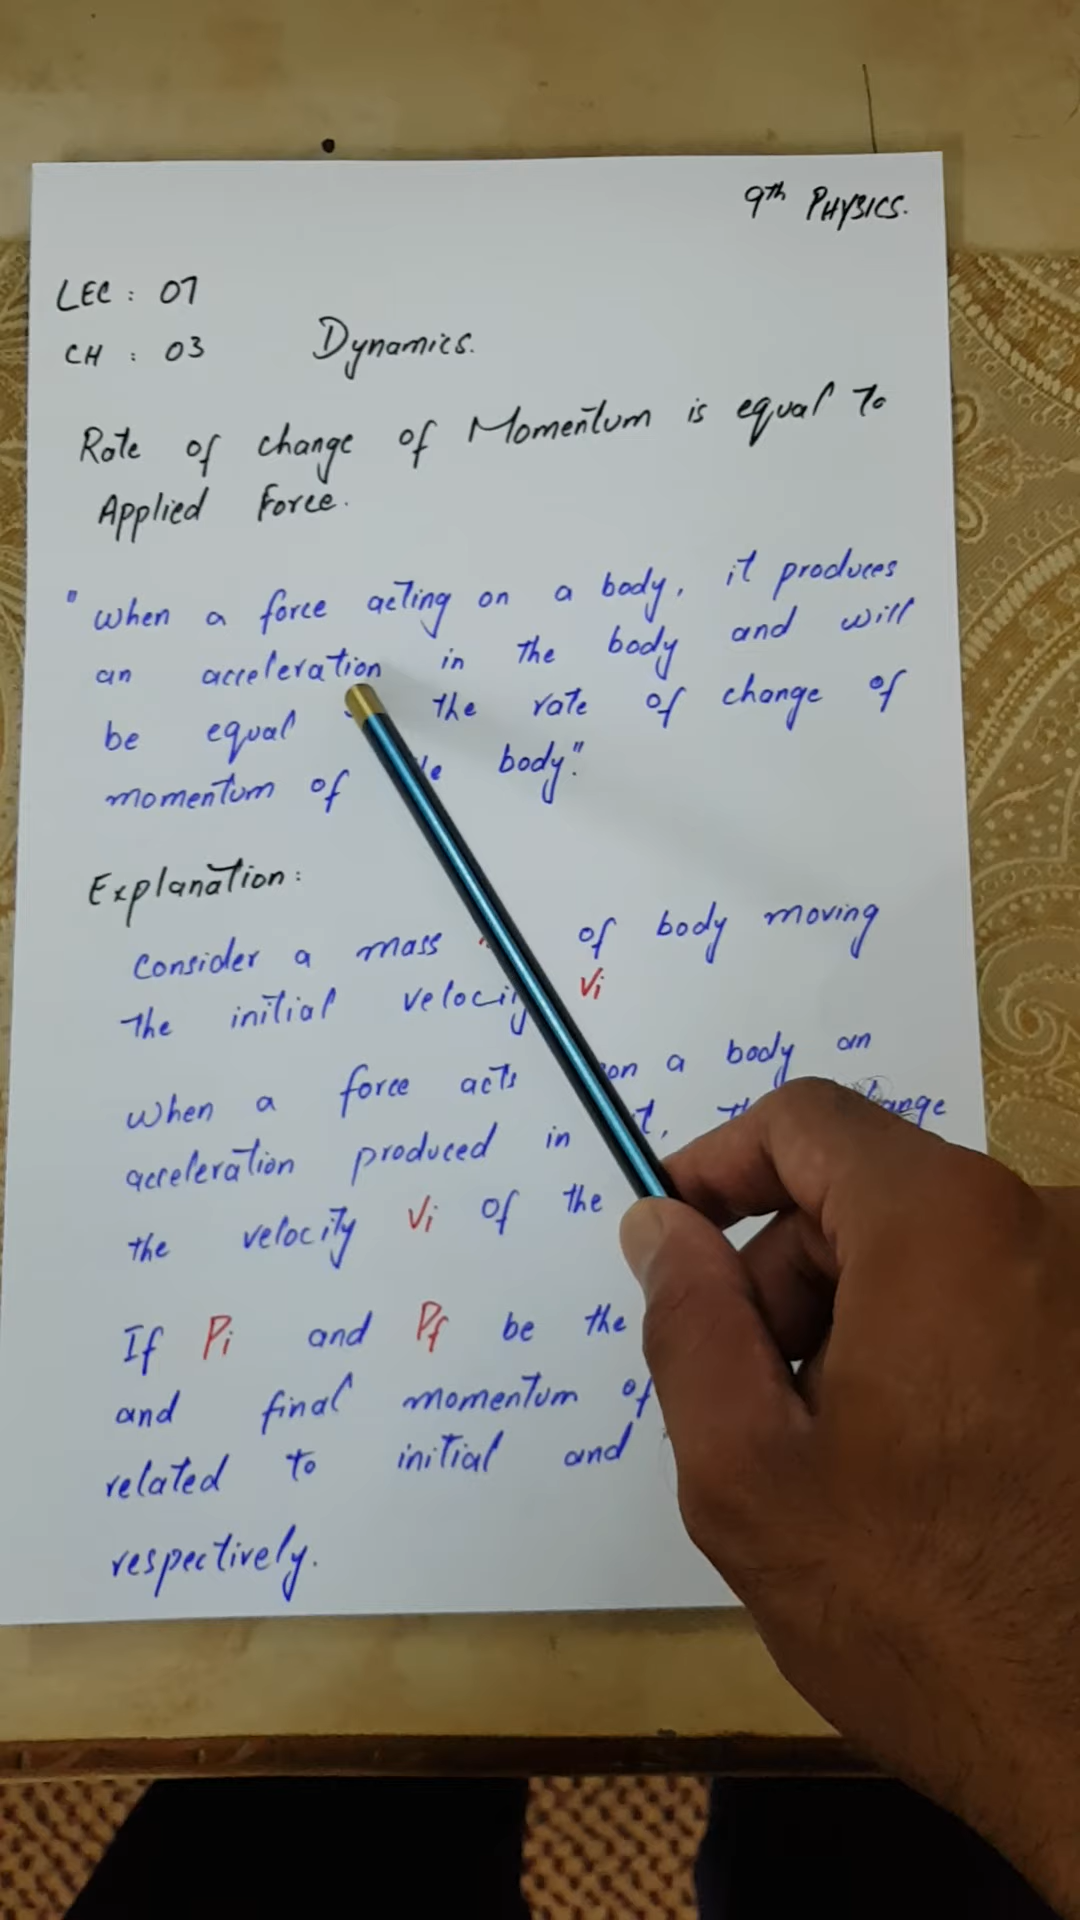 9th PHYSICS.
LEC : 07
CH : 03 Dynamics.
Rate of change of Momentum is equal To
Applied Force.
" when a force acting on a body, it produces
an acceleration in the body and will
be equal the rate of change of
momentum of body."
Explanation:
Consider a mass of body moving
The initial velocity Vi
when a force acts on a body an
acceleration produced in it,
the velocity Vi of the
If Pi and Pf be the
and final momentum of
related to initial and
respectively.